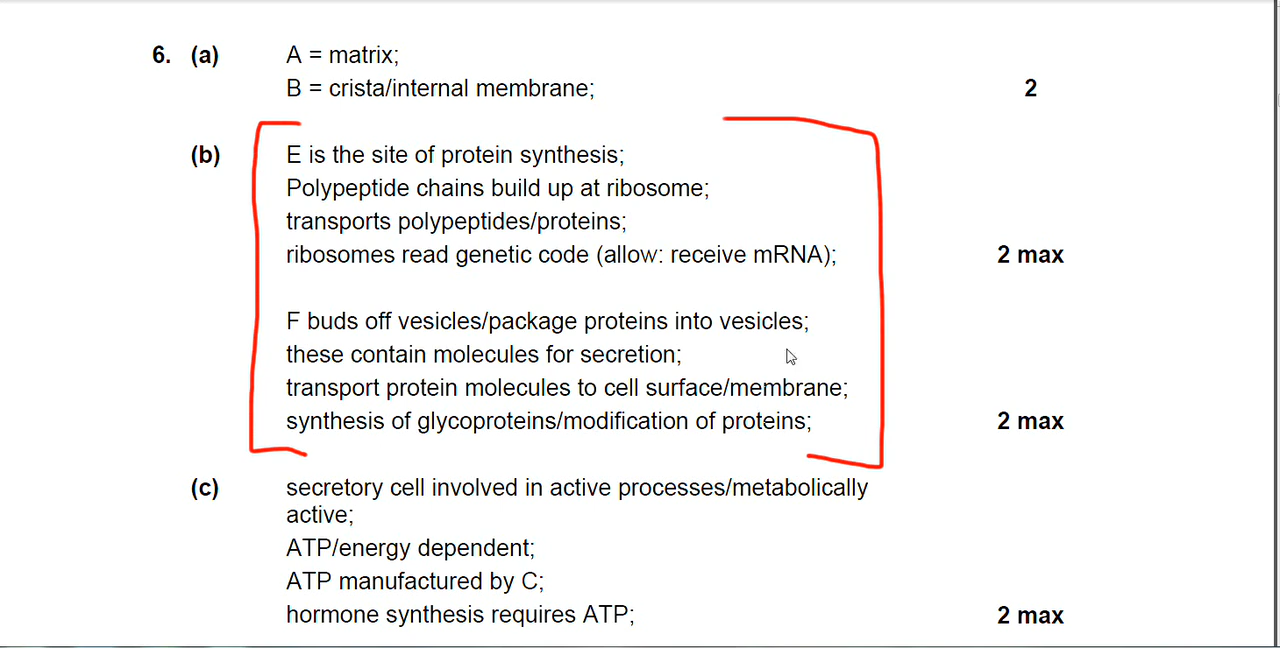 6. (a) A = matrix;
B = crista/internal membrane; 2
(b) E is the site of protein synthesis;
Polypeptide chains build up at ribosome;
transports polypeptides/proteins;
ribosomes read genetic code (allow: receive mRNA); 2 max
F buds off vesicles/package proteins into vesicles;
these contain molecules for secretion;
transport protein molecules to cell surface/membrane;
synthesis of glycoproteins/modification of proteins; 2 max
(c) secretory cell involved in active processes/metabolically
active;
ATP/energy dependent;
ATP manufactured by C;
hormone synthesis requires ATP; 2 max